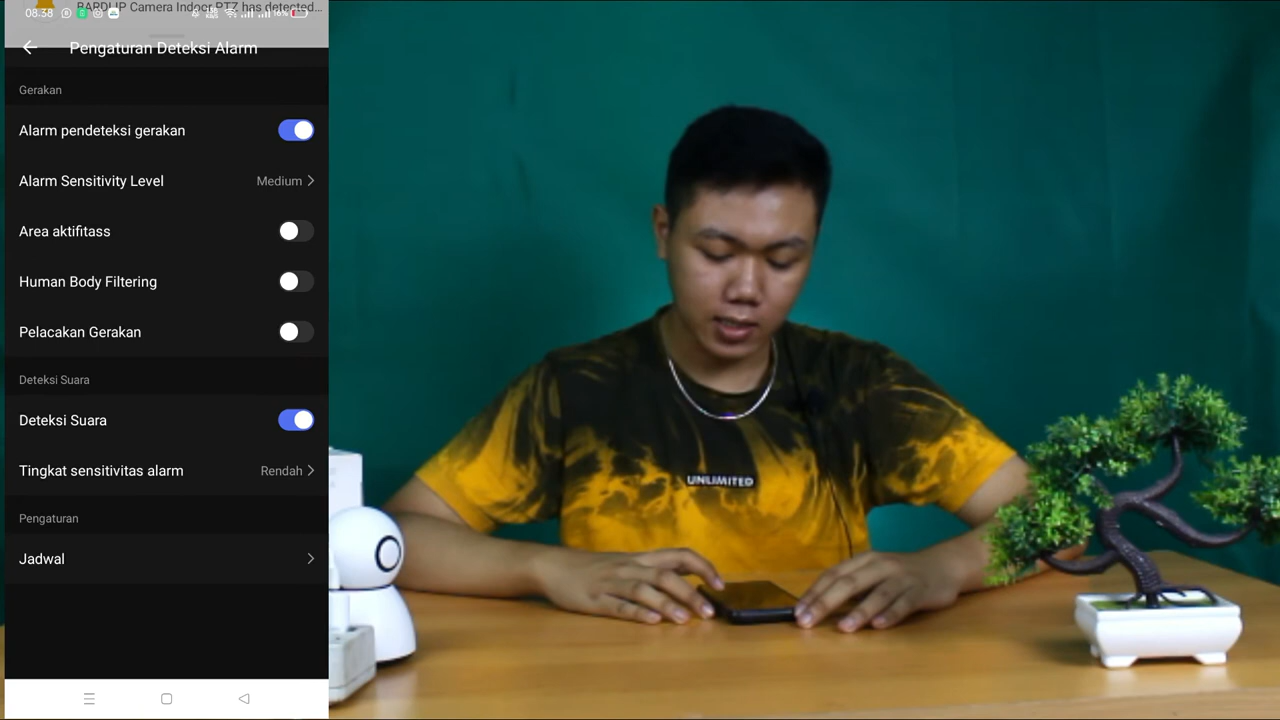 BARDI IP Camera Indoor PTZ has detected...
08.38
16%
Pengaturan Deteksi Alarm
Gerakan
Alarm pendeteksi gerakan
Alarm Sensitivity Level
Medium
Area aktifitass
Human Body Filtering
Pelacakan Gerakan
Deteksi Suara
Deteksi Suara
Tingkat sensitivitas alarm
Rendah
Pengaturan
Jadwal
UNLIMITED